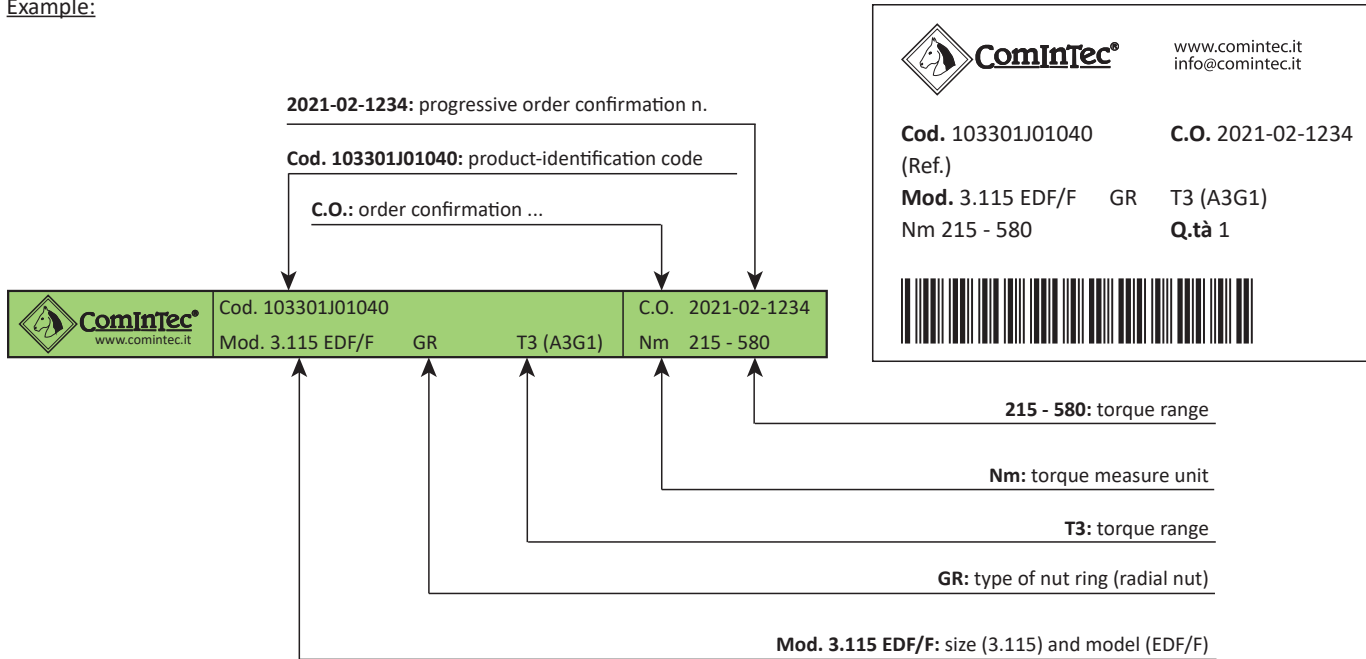 Example:
2021-02-1234: progressive order confirmation n.
Cod. 103301J01040: product-identification code
C.O.: order confirmation ...
ComInTec®
www.comintec.it
Cod. 103301J01040
C.O. 2021-02-1234
Mod. 3.115 EDF/F GR T3 (A3G1)
Nm 215 - 580
215 - 580: torque range
Nm: torque measure unit
T3: torque range
GR: type of nut ring (radial nut)
Mod. 3.115 EDF/F: size (3.115) and model (EDF/F)
ComInTec®
www.comintec.it
info@comintec.it
Cod. 103301J01040 C.O. 2021-02-1234
(Ref.)
Mod. 3.115 EDF/F GR T3 (A3G1)
Nm 215 - 580 Q.tà 1